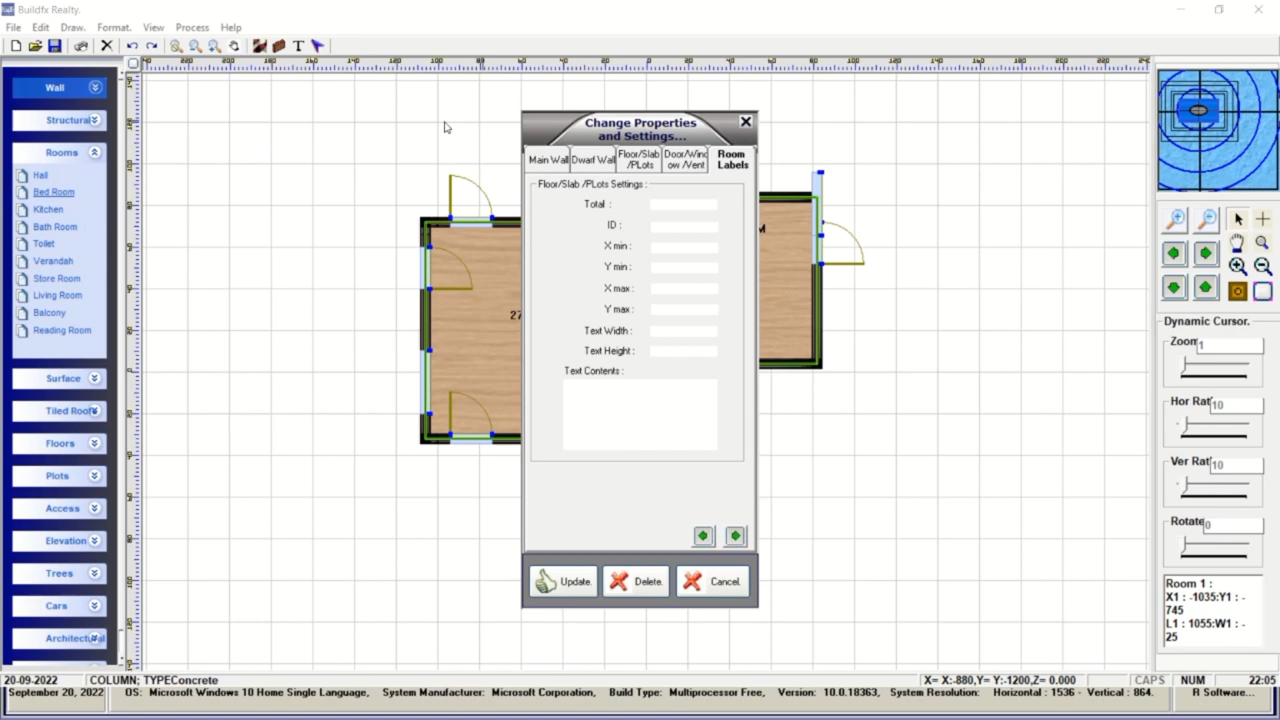 Buildfx Realty.
File Edit Draw. Format. View Process Help
Wall
Structural
Rooms
Hall
Bed Room
Kitchen
Bath Room
Toilet
Verandah
Store Room
Living Room
Balcony
Reading Room
Surface
Tiled Roof
Floors
Plots
Access
Elevation
Trees
Cars
Architectural
27
M
Change Properties
and Settings...
Main Wall
Dwarf Wall
Floor/Slab
/PLots
Door/Wind
ow /Vent
Room
Labels
Floor/Slab /PLots Settings :
Total :
ID :
X min :
Y min :
X max :
Y max :
Text Width :
Text Height :
Text Contents :
Update.
Delete.
Cancel.
Dynamic Cursor.
Zoom 1
Hor Rat 10
Ver Rat 10
Rotate 0
Room 1 :
X1 : -1035:Y1 : -
745
L1 : 1055:W1 : -
25
20-09-2022 COLUMN; TYPEConcrete X= X:-880,Y= Y:-1200,Z= 0.000 CAPS NUM 22:05
September 20, 2022 OS: Microsoft Windows 10 Home Single Language, System Manufacturer: Microsoft Corporation, Build Type: Multiprocessor Free, Version: 10.0.18363, System Resolution: Horizontal : 1536 - Vertical : 864. R Software...